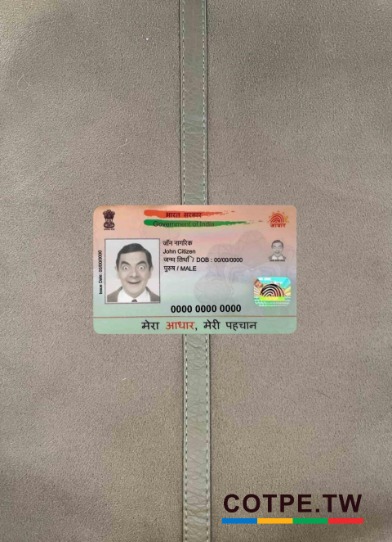 भारत सरकार
Government of India
आधार
जॉन नागरिक
John Citizen
जन्म तिथि / DOB : 00/00/0000
पुरुष / MALE
Issue Date: 00/00/0000
0000 0000 0000
मेरा आधार, मेरी पहचान
COTPE.TW